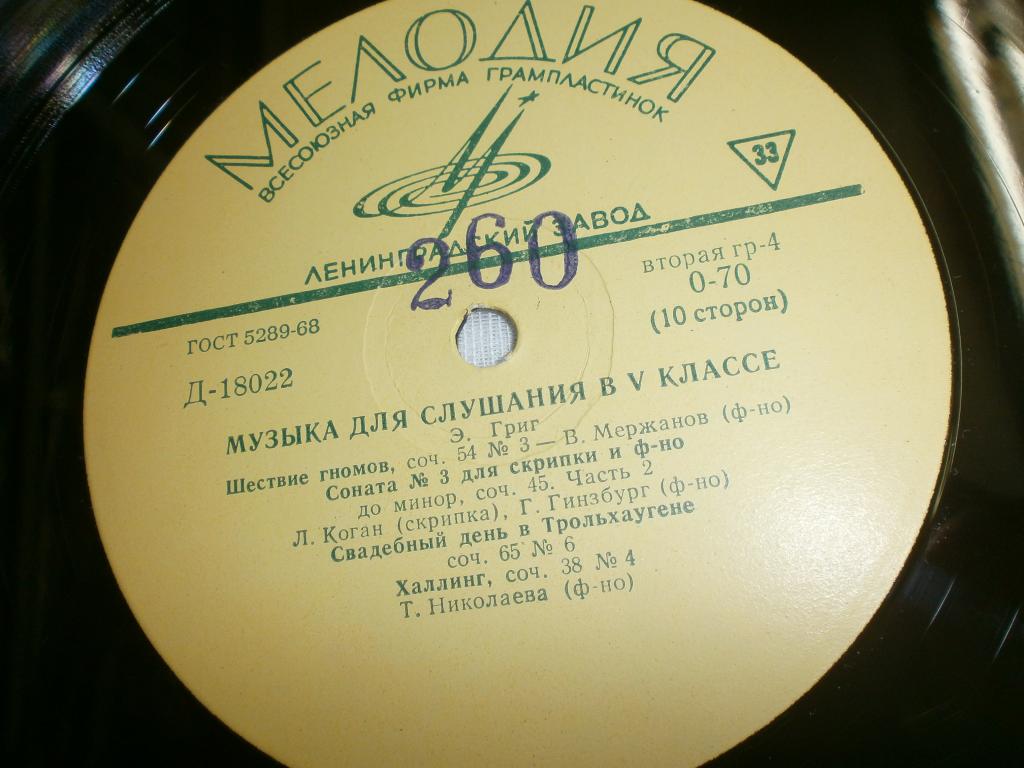 МЕЛОДИЯ
ВСЕСОЮЗНАЯ ФИРМА ГРАМПЛАСТИНОК
33
ЛЕНИНГРАДСКИЙ ЗАВОД
260
вторая гр-4
ГОСТ 5289-68
0-70
Д-18022
(10 сторон)
МУЗЫКА ДЛЯ СЛУШАНИЯ В V КЛАССЕ
Э. Григ
Шествие гномов, соч. 54 № 3 — В. Мержанов (ф-но)
Соната № 3 для скрипки и ф-но
до минор, соч. 45. Часть 2
Л. Коган (скрипка), Г. Гинзбург (ф-но)
Свадебный день в Трольхаугене
соч. 65 № 6
Халлинг, соч. 38 № 4
Т. Николаева (ф-но)